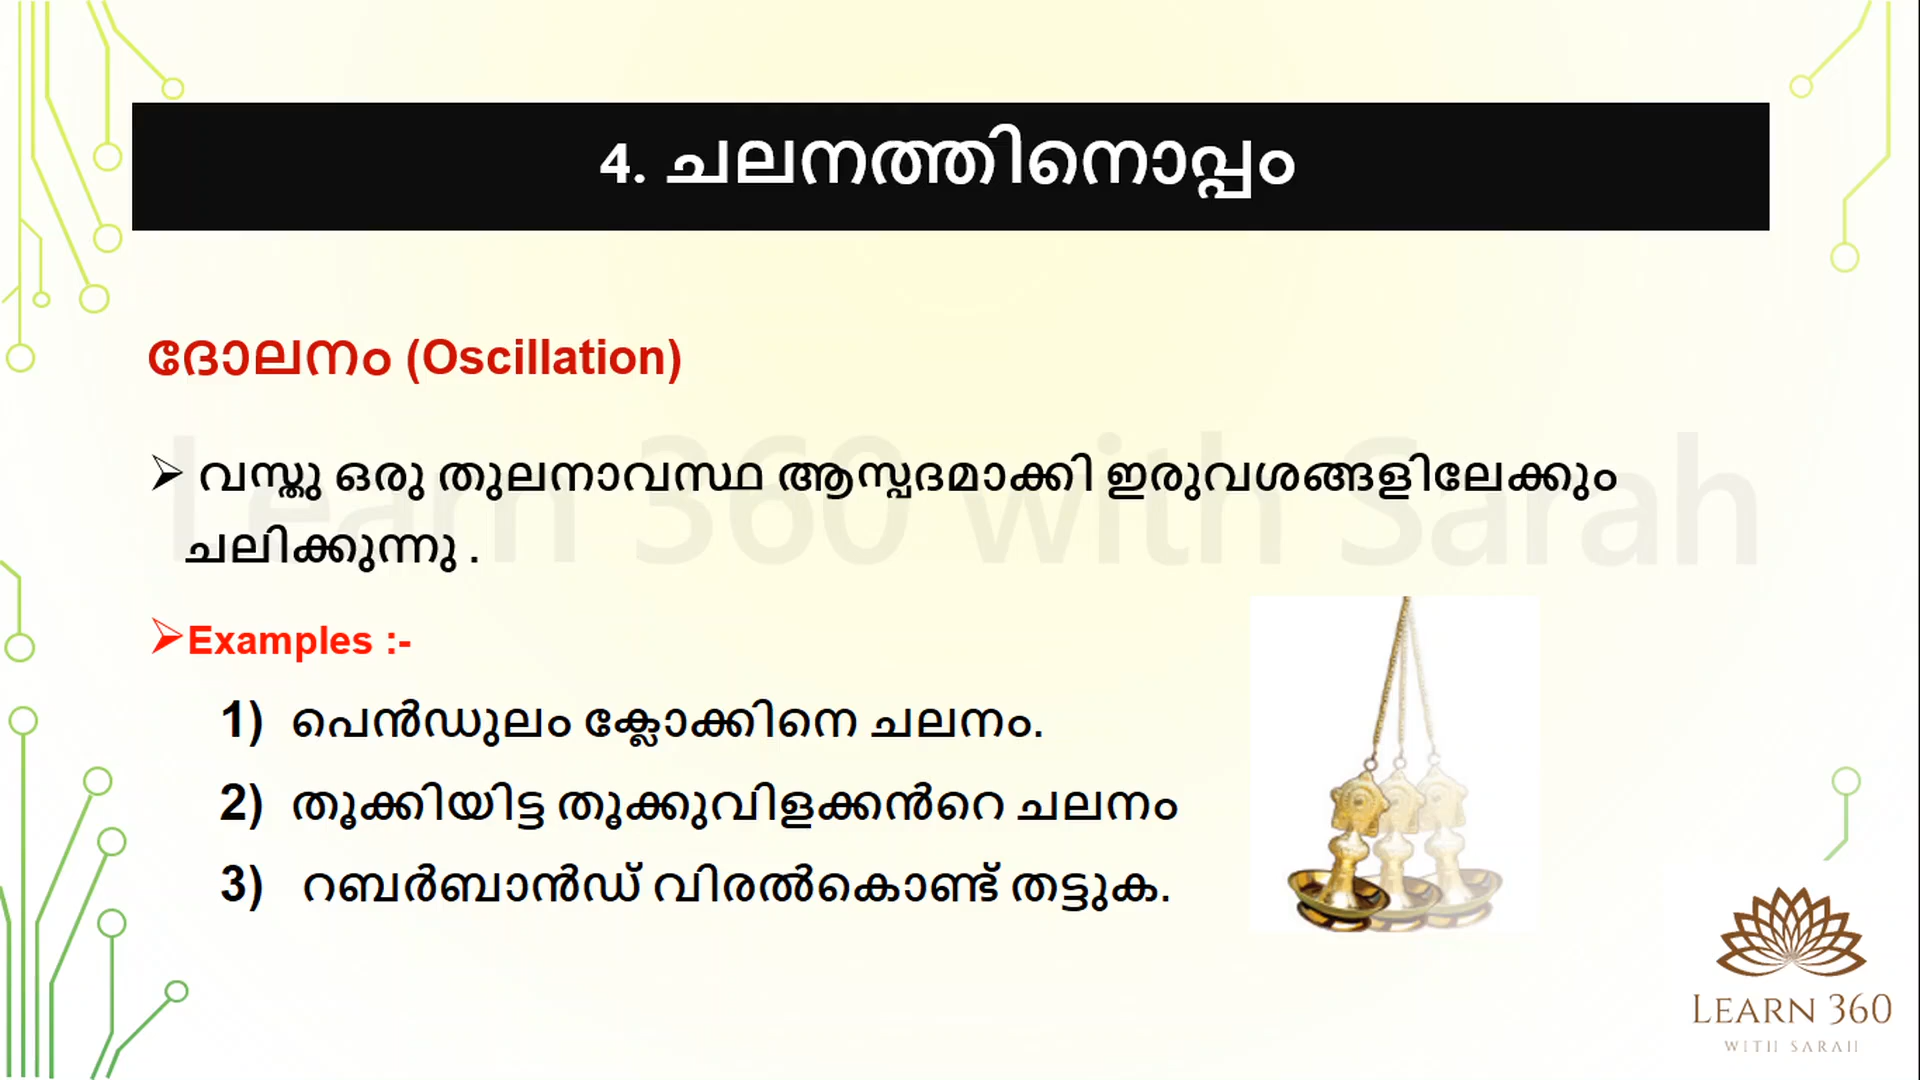 4. ചലനത്തിനൊപ്പം
ദോലനം (Oscillation)
Learn 360 with Sarah
➢ വസ്തു ഒരു തുലനാവസ്ഥ ആസ്പദമാക്കി ഇരുവശങ്ങളിലേക്കും
ചലിക്കുന്നു .
➢Examples :-
1) പെൻഡുലം ക്ലോക്കിനെ ചലനം.
2) തൂക്കിയിട്ട തൂക്കുവിളക്കൻറെ ചലനം
3) റബർബാൻഡ് വിരൽകൊണ്ട് തട്ടുക.
LEARN 360
WITH SARAH